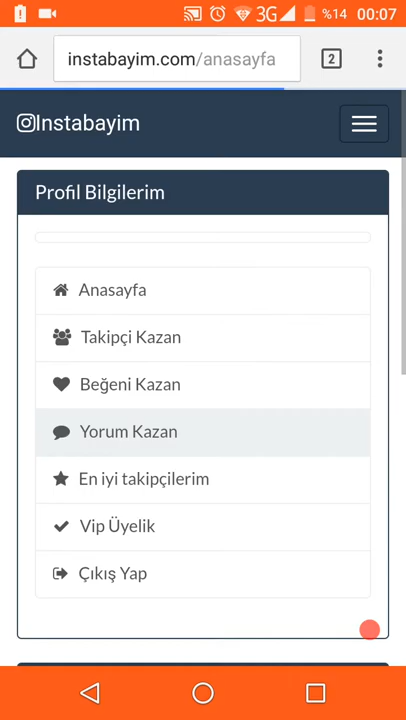 3G %14 00:07
instabayim.com/anasayfa 2
Instabayim
Profil Bilgilerim
Anasayfa
Takipçi Kazan
Beğeni Kazan
Yorum Kazan
En iyi takipçilerim
Vip Üyelik
Çıkış Yap